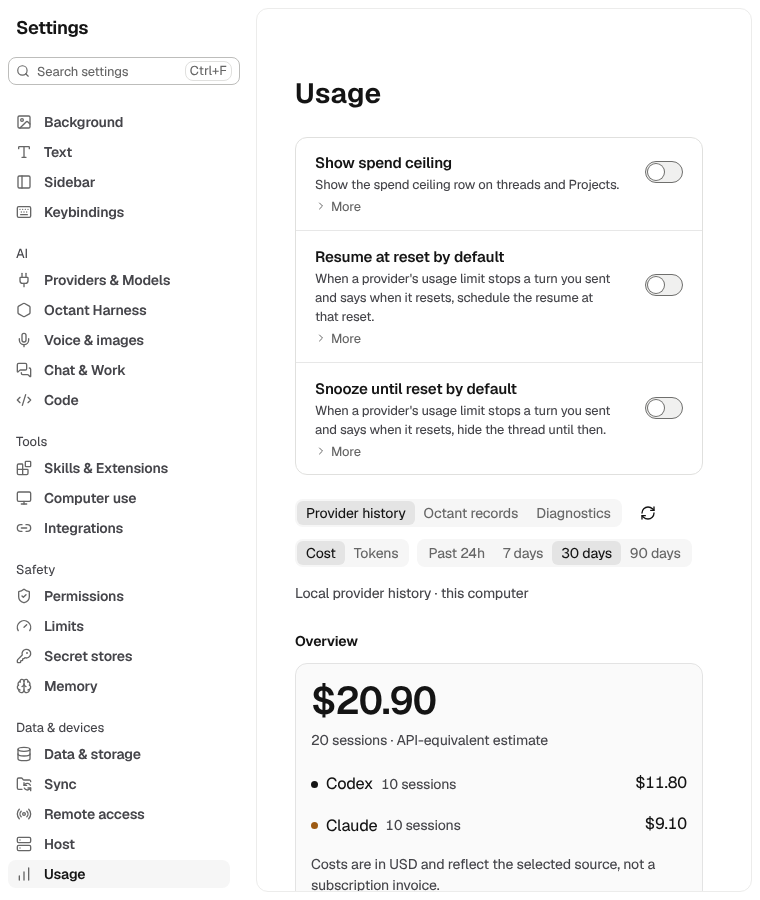 Settings
Search settings
Ctrl+F
Background
Text
Sidebar
Keybindings
AI
Providers & Models
Octant Harness
Voice & images
Chat & Work
Code
Tools
Skills & Extensions
Computer use
Integrations
Safety
Permissions
Limits
Secret stores
Memory
Data & devices
Data & storage
Sync
Remote access
Host
Usage
Usage
Show spend ceiling
Show the spend ceiling row on threads and Projects.
More
Resume at reset by default
When a provider's usage limit stops a turn you sent
and says when it resets, schedule the resume at
that reset.
More
Snooze until reset by default
When a provider's usage limit stops a turn you sent
and says when it resets, hide the thread until then.
More
Provider history
Octant records
Diagnostics
Cost
Tokens
Past 24h
7 days
30 days
90 days
Local provider history · this computer
Overview
$20.90
20 sessions · API-equivalent estimate
Codex 10 sessions $11.80
Claude 10 sessions $9.10
Costs are in USD and reflect the selected source, not a
subscription invoice.